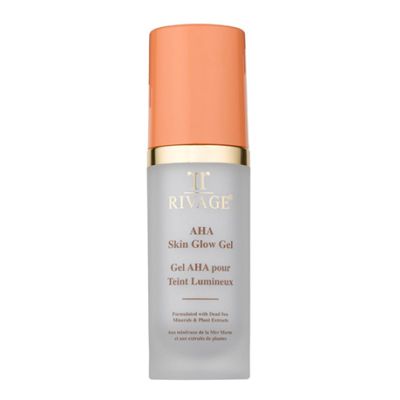 RIVAGE®
AHA
Skin Glow Gel
Gel AHA pour
Teint Lumineux
Formulated with Dead Sea
Minerals & Plant Extracts
Aux minéraux de la Mer Morte
et aux extraits de plantes